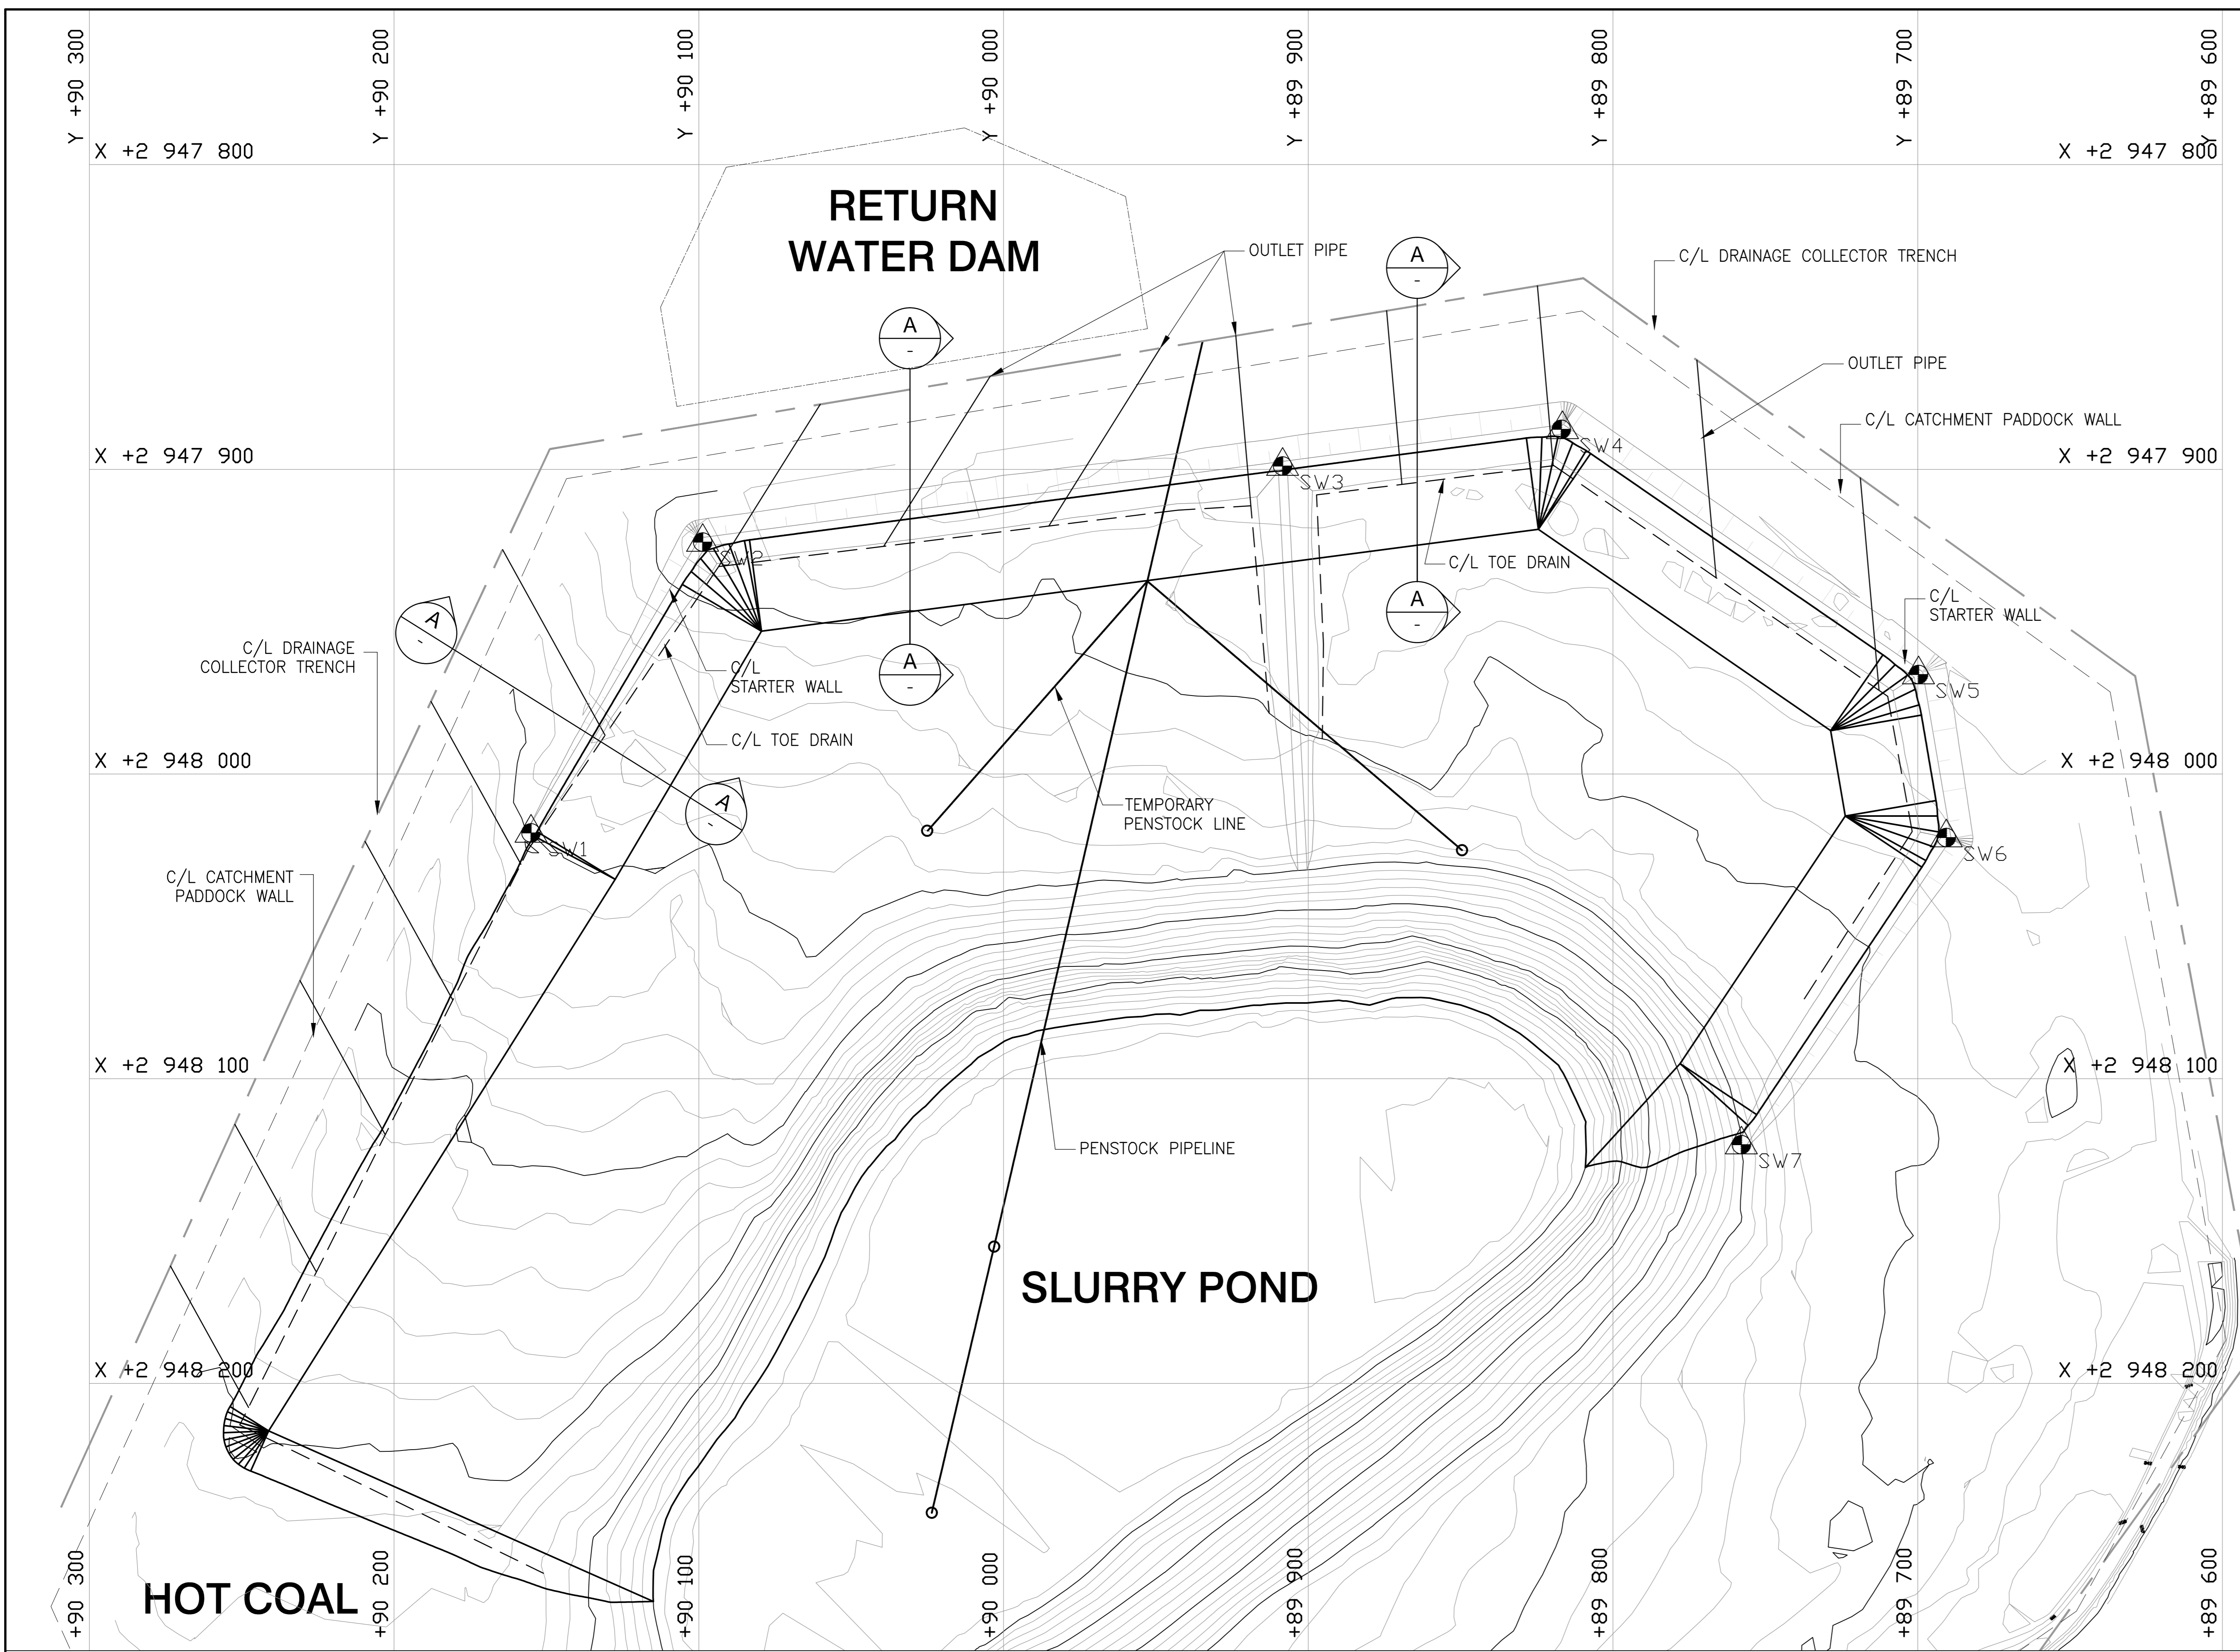 Y +90 300
Y +90 200
Y +90 100
Y +90 000
Y +89 900
Y +89 800
Y +89 700
Y +89 600
X +2 947 800
X +2 947 800
RETURN
WATER DAM
OUTLET PIPE
A
-
C/L DRAINAGE COLLECTOR TRENCH
A
-
OUTLET PIPE
C/L CATCHMENT PADDOCK WALL
SW4
X +2 947 900
X +2 947 900
SW3
SW2
C/L TOE DRAIN
C/L
STARTER WALL
A
-
A
-
C/L DRAINAGE
COLLECTOR TRENCH
A
-
C/L
STARTER WALL
SW5
C/L TOE DRAIN
X +2 948 000
X +2 948 000
A
-
TEMPORARY
PENSTOCK LINE
SW1
SW6
C/L CATCHMENT
PADDOCK WALL
X +2 948 100
X +2 948 100
PENSTOCK PIPELINE
SW7
SLURRY POND
X +2 948 200
X +2 948 200
HOT COAL
+90 300
+90 200
+90 100
+90 000
+89 900
+89 800
+89 700
+89 600